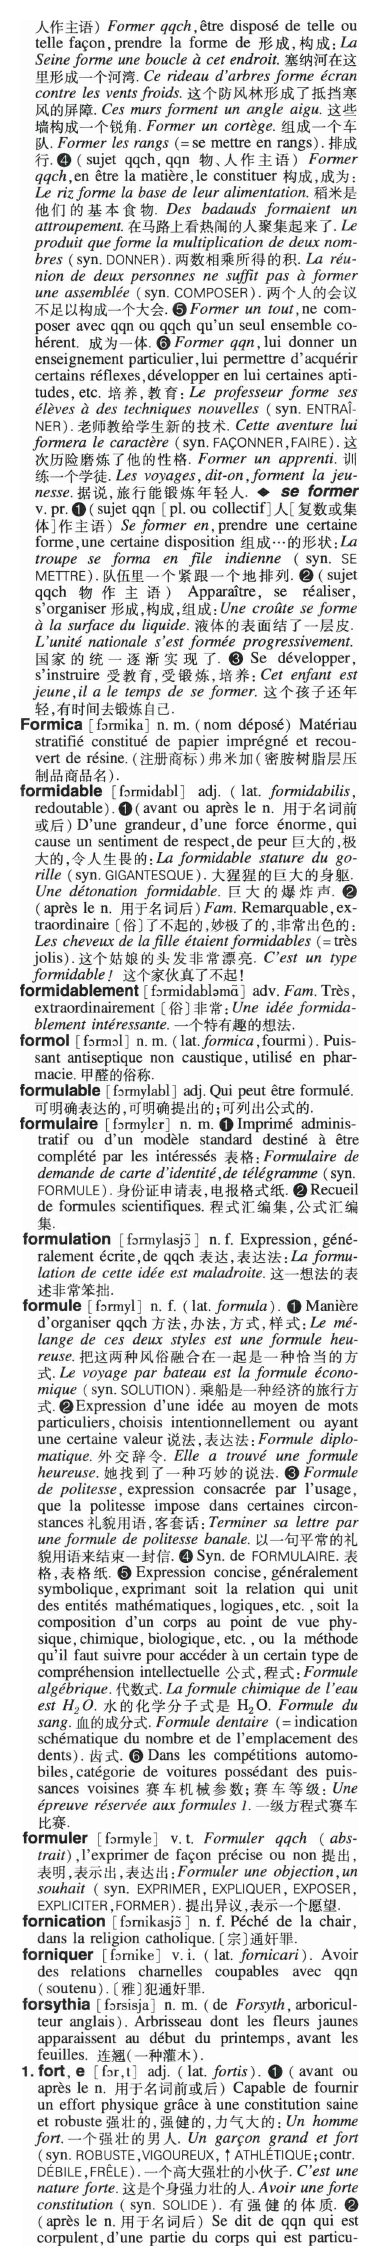 人作主语) Former qqch, être disposé de telle ou
telle façon, prendre la forme de 形成, 构成: La
Seine forme une boucle à cet endroit. 塞纳河在这
里形成一个河湾. Ce rideau d'arbres forme écran
contre les vents froids. 这个防风林形成了抵挡寒
风的屏障. Ces murs forment un angle aigu. 这些
墙构成一个锐角. Former un cortège. 组成一个车
队. Former les rangs (= se mettre en rangs). 排成
行. ❹ (sujet qqch, qqn 物、人作主语) Former
qqch, en être la matière, le constituer 构成, 成为:
Le riz forme la base de leur alimentation. 稻米是
他们的基本食物. Des badauds formaient un
attroupement. 在马路上看热闹的人聚集起来了. Le
produit que forme la multiplication de deux nom-
bres (syn. DONNER). 两数相乘所得的积. La réu-
nion de deux personnes ne suffit pas à former
une assemblée (syn. COMPOSER). 两个人的会议
不足以构成一个大会. ❺ Former un tout, ne com-
poser avec qqn ou qqch qu'un seul ensemble co-
hérent. 成为一体. ❻ Former qqn, lui donner un
enseignement particulier, lui permettre d'acquérir
certains réflexes, développer en lui certaines apti-
tudes, etc. 培养, 教育: Le professeur forme ses
élèves à des techniques nouvelles (syn. ENTRAÎ-
NER). 老师教给学生新的技术. Cette aventure lui
formera le caractère (syn. FAÇONNER, FAIRE). 这
次历险磨炼了他的性格. Former un apprenti. 训
练一个学徒. Les voyages, dit-on, forment la jeu-
nesse. 据说, 旅行能锻炼年轻人. ◆ se former
v. pr. ❶ (sujet qqn [pl. ou collectif] 人[复数或集
体]作主语) Se former en, prendre une certaine
forme, une certaine disposition 组成…的形状: La
troupe se forma en file indienne (syn. SE
METTRE). 队伍里一个紧跟一个地排列. ❷ (sujet
qqch 物作主语) Apparaître, se réaliser,
s'organiser 形成, 构成, 组成: Une croûte se forme
à la surface du liquide. 液体的表面结了一层皮.
L'unité nationale s'est formée progressivement.
国家的统一逐渐实现了. ❸ Se développer,
s'instruire 受教育, 受锻炼, 培养: Cet enfant est
jeune, il a le temps de se former. 这个孩子还年
轻, 有时间去锻炼自己.
Formica [fɔrmika] n. m. (nom déposé) Matériau
stratifié constitué de papier imprégné et recou-
vert de résine. (注册商标) 弗米加(密胺树脂层压
制品商品名).
formidable [fɔrmidabl] adj. (lat. formidabilis,
redoutable). ❶ (avant ou après le n. 用于名词前
或后) D'une grandeur, d'une force énorme, qui
cause un sentiment de respect, de peur 巨大的, 极
大的, 令人生畏的: La formidable stature du go-
rille (syn. GIGANTESQUE). 大猩猩的巨大的身躯.
Une détonation formidable. 巨大的爆炸声. ❷
(après le n. 用于名词后) Fam. Remarquable, ex-
traordinaire [俗]了不起的, 妙极了的, 非常出色的:
Les cheveux de la fille étaient formidables (= très
jolis). 这个姑娘的头发非常漂亮. C'est un type
formidable! 这个家伙真了不起!
formidablement [fɔrmidabləmɑ̃] adv. Fam. Très,
extraordinairement [俗]非常: Une idée formida-
blement intéressante. 一个特有趣的想法.
formol [fɔrmɔl] n. m. (lat. formica, fourmi). Puis-
sant antiseptique non caustique, utilisé en phar-
macie. 甲醛的俗称.
formulable [fɔrmylabl] adj. Qui peut être formulé.
可明确表达的, 可明确提出的; 可列出公式的.
formulaire [fɔrmylɛr] n. m. ❶ Imprimé adminis-
tratif ou d'un modèle standard destiné à être
complété par les intéressés 表格: Formulaire de
demande de carte d'identité, de télégramme (syn.
FORMULE). 身份证申请表, 电报格式纸. ❷ Recueil
de formules scientifiques. 程式汇编集, 公式汇编
集.
formulation [fɔrmylasjɔ̃] n. f. Expression, géné-
ralement écrite, de qqch 表达, 表达法: La formu-
lation de cette idée est maladroite. 这一想法的表
述非常笨拙.
formule [fɔrmyl] n. f. (lat. formula). ❶ Manière
d'organiser qqch 方法, 办法, 方式, 样式: Le mé-
lange de ces deux styles est une formule heu-
reuse. 把这两种风俗融合在一起是一种恰当的方
式. Le voyage par bateau est la formule écono-
mique (syn. SOLUTION). 乘船是一种经济的旅行方
式. ❷ Expression d'une idée au moyen de mots
particuliers, choisis intentionnellement ou ayant
une certaine valeur 说法, 表达法: Formule diplo-
matique. 外交辞令. Elle a trouvé une formule
heureuse. 她找到了一种巧妙的说法. ❸ Formule
de politesse, expression consacrée par l'usage,
que la politesse impose dans certaines circon-
stances 礼貌用语, 客套话: Terminer sa lettre par
une formule de politesse banale. 以一句平常的礼
貌用语来结束一封信. ❹ Syn. de FORMULAIRE. 表
格, 表格纸. ❺ Expression concise, généralement
symbolique, exprimant soit la relation qui unit
des entités mathématiques, logiques, etc., soit la
composition d'un corps au point de vue phy-
sique, chimique, biologique, etc., ou la méthode
qu'il faut suivre pour accéder à un certain type de
compréhension intellectuelle 公式, 程式: Formule
algébrique. 代数式. La formule chimique de l'eau
est H₂O. 水的化学分子式是 H₂O. Formule du
sang. 血的成分式. Formule dentaire (= indication
schématique du nombre et de l'emplacement des
dents). 齿式. ❻ Dans les compétitions automo-
biles, catégorie de voitures possédant des puis-
sances voisines 赛车机械参数; 赛车等级: Une
épreuve réservée aux formules 1. 一级方程式赛车
比赛.
formuler [fɔrmyle] v. t. Formuler qqch (abs-
trait), l'exprimer de façon précise ou non 提出,
表明, 表示出, 表达出: Formuler une objection, un
souhait (syn. EXPRIMER, EXPLIQUER, EXPOSER,
EXPLICITER, FORMER). 提出异议, 表示一个愿望.
fornication [fɔrnikasjɔ̃] n. f. Péché de la chair,
dans la religion catholique. [宗]通奸罪.
forniquer [fɔrnike] v. i. (lat. fornicari). Avoir
des relations charnelles coupables avec qqn
(soutenu). [雅]犯通奸罪.
forsythia [fɔrsisja] n. m. (de Forsyth, arboricul-
teur anglais). Arbrisseau dont les fleurs jaunes
apparaissent au début du printemps, avant les
feuilles. 连翘(一种灌木).
1. fort, e [fɔr, t] adj. (lat. fortis). ❶ (avant ou
après le n. 用于名词前或后) Capable de fournir
un effort physique grâce à une constitution saine
et robuste 强壮的, 强健的, 力气大的: Un homme
fort. 一个强壮的男人. Un garçon grand et fort
(syn. ROBUSTE, VIGOUREUX, ↑ ATHLÉTIQUE; contr.
DÉBILE, FRÊLE). 一个高大强壮的小伙子. C'est une
nature forte. 这是个身强力壮的人. Avoir une forte
constitution (syn. SOLIDE). 有强健的体质. ❷
(après le n. 用于名词后) Se dit de qqn qui est
corpulent, d'une partie du corps qui est particu-